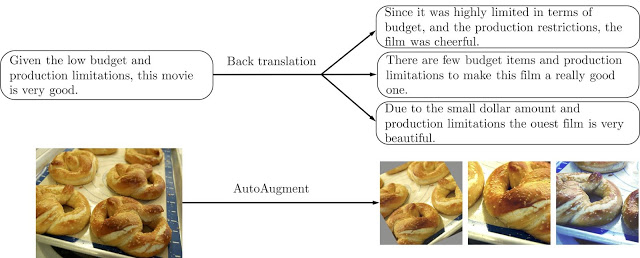 Given the low budget and
production limitations, this movie
is very good.
Back translation
Since it was highly limited in terms of
budget, and the production restrictions, the
film was cheerful.
There are few budget items and production
limitations to make this film a really good
one.
Due to the small dollar amount and
production limitations the ouest film is very
beautiful.
AutoAugment